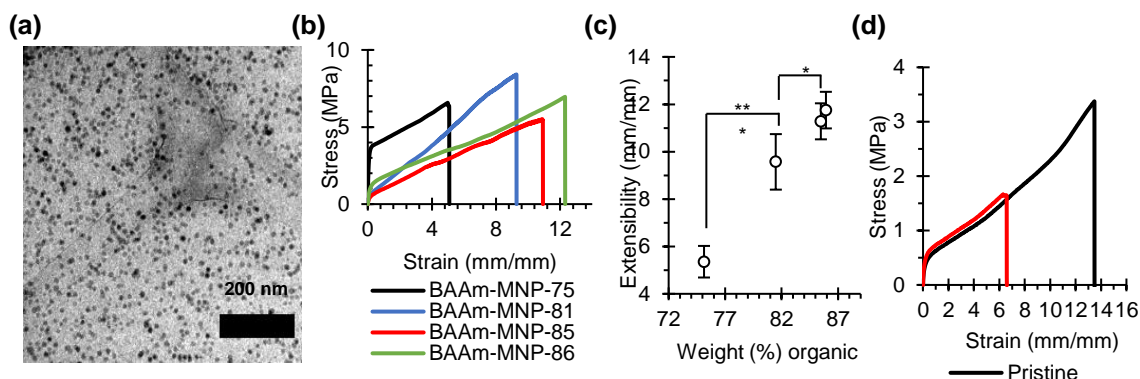 (a)
200 nm
(b)
Stress (MPa)
10
5
0
0 4 8 12
Strain (mm/mm)
BAAm-MNP-75
BAAm-MNP-81
BAAm-MNP-85
BAAm-MNP-86
(c)
Extensibility (mm/mm)
14
12
10
8
6
4
**
*
*
72 77 82 87
Weight (%) organic
(d)
Stress (MPa)
4
3
2
1
0
0 2 4 6 8 10 12 14 16
Strain (mm/mm)
Pristine